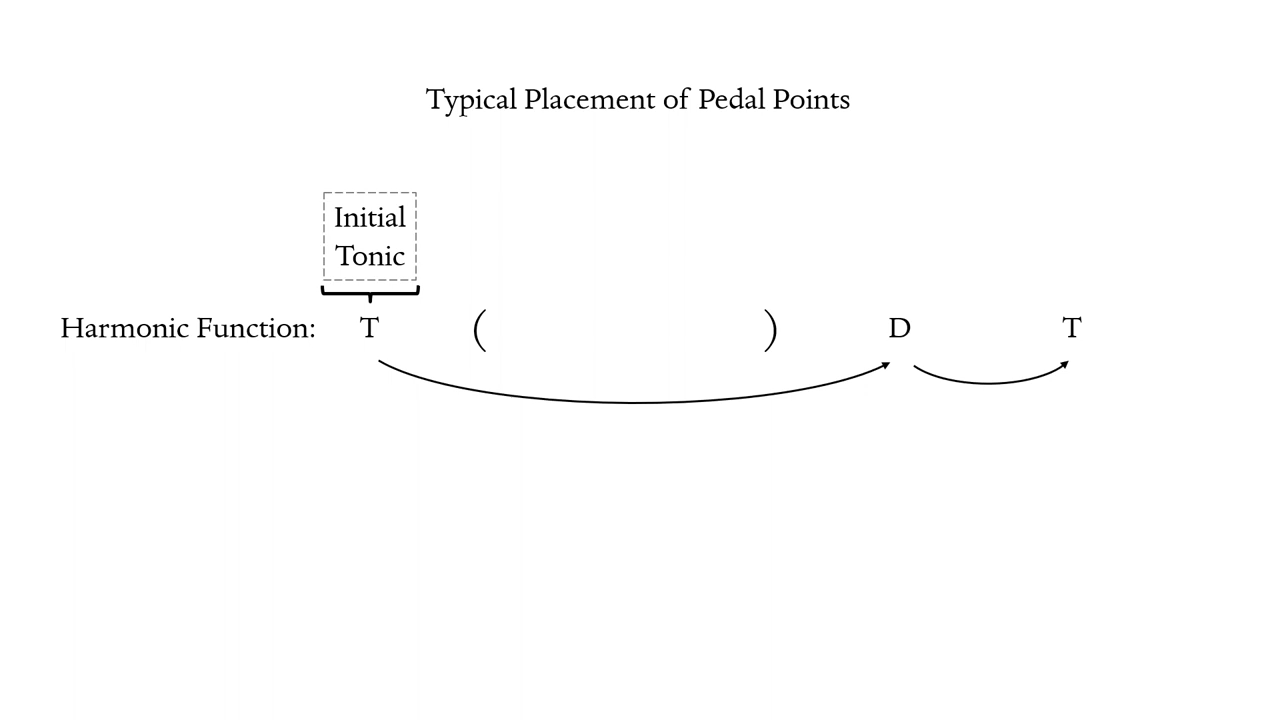 Typical Placement of Pedal Points
Initial
Tonic
Harmonic Function: T ( ) D T